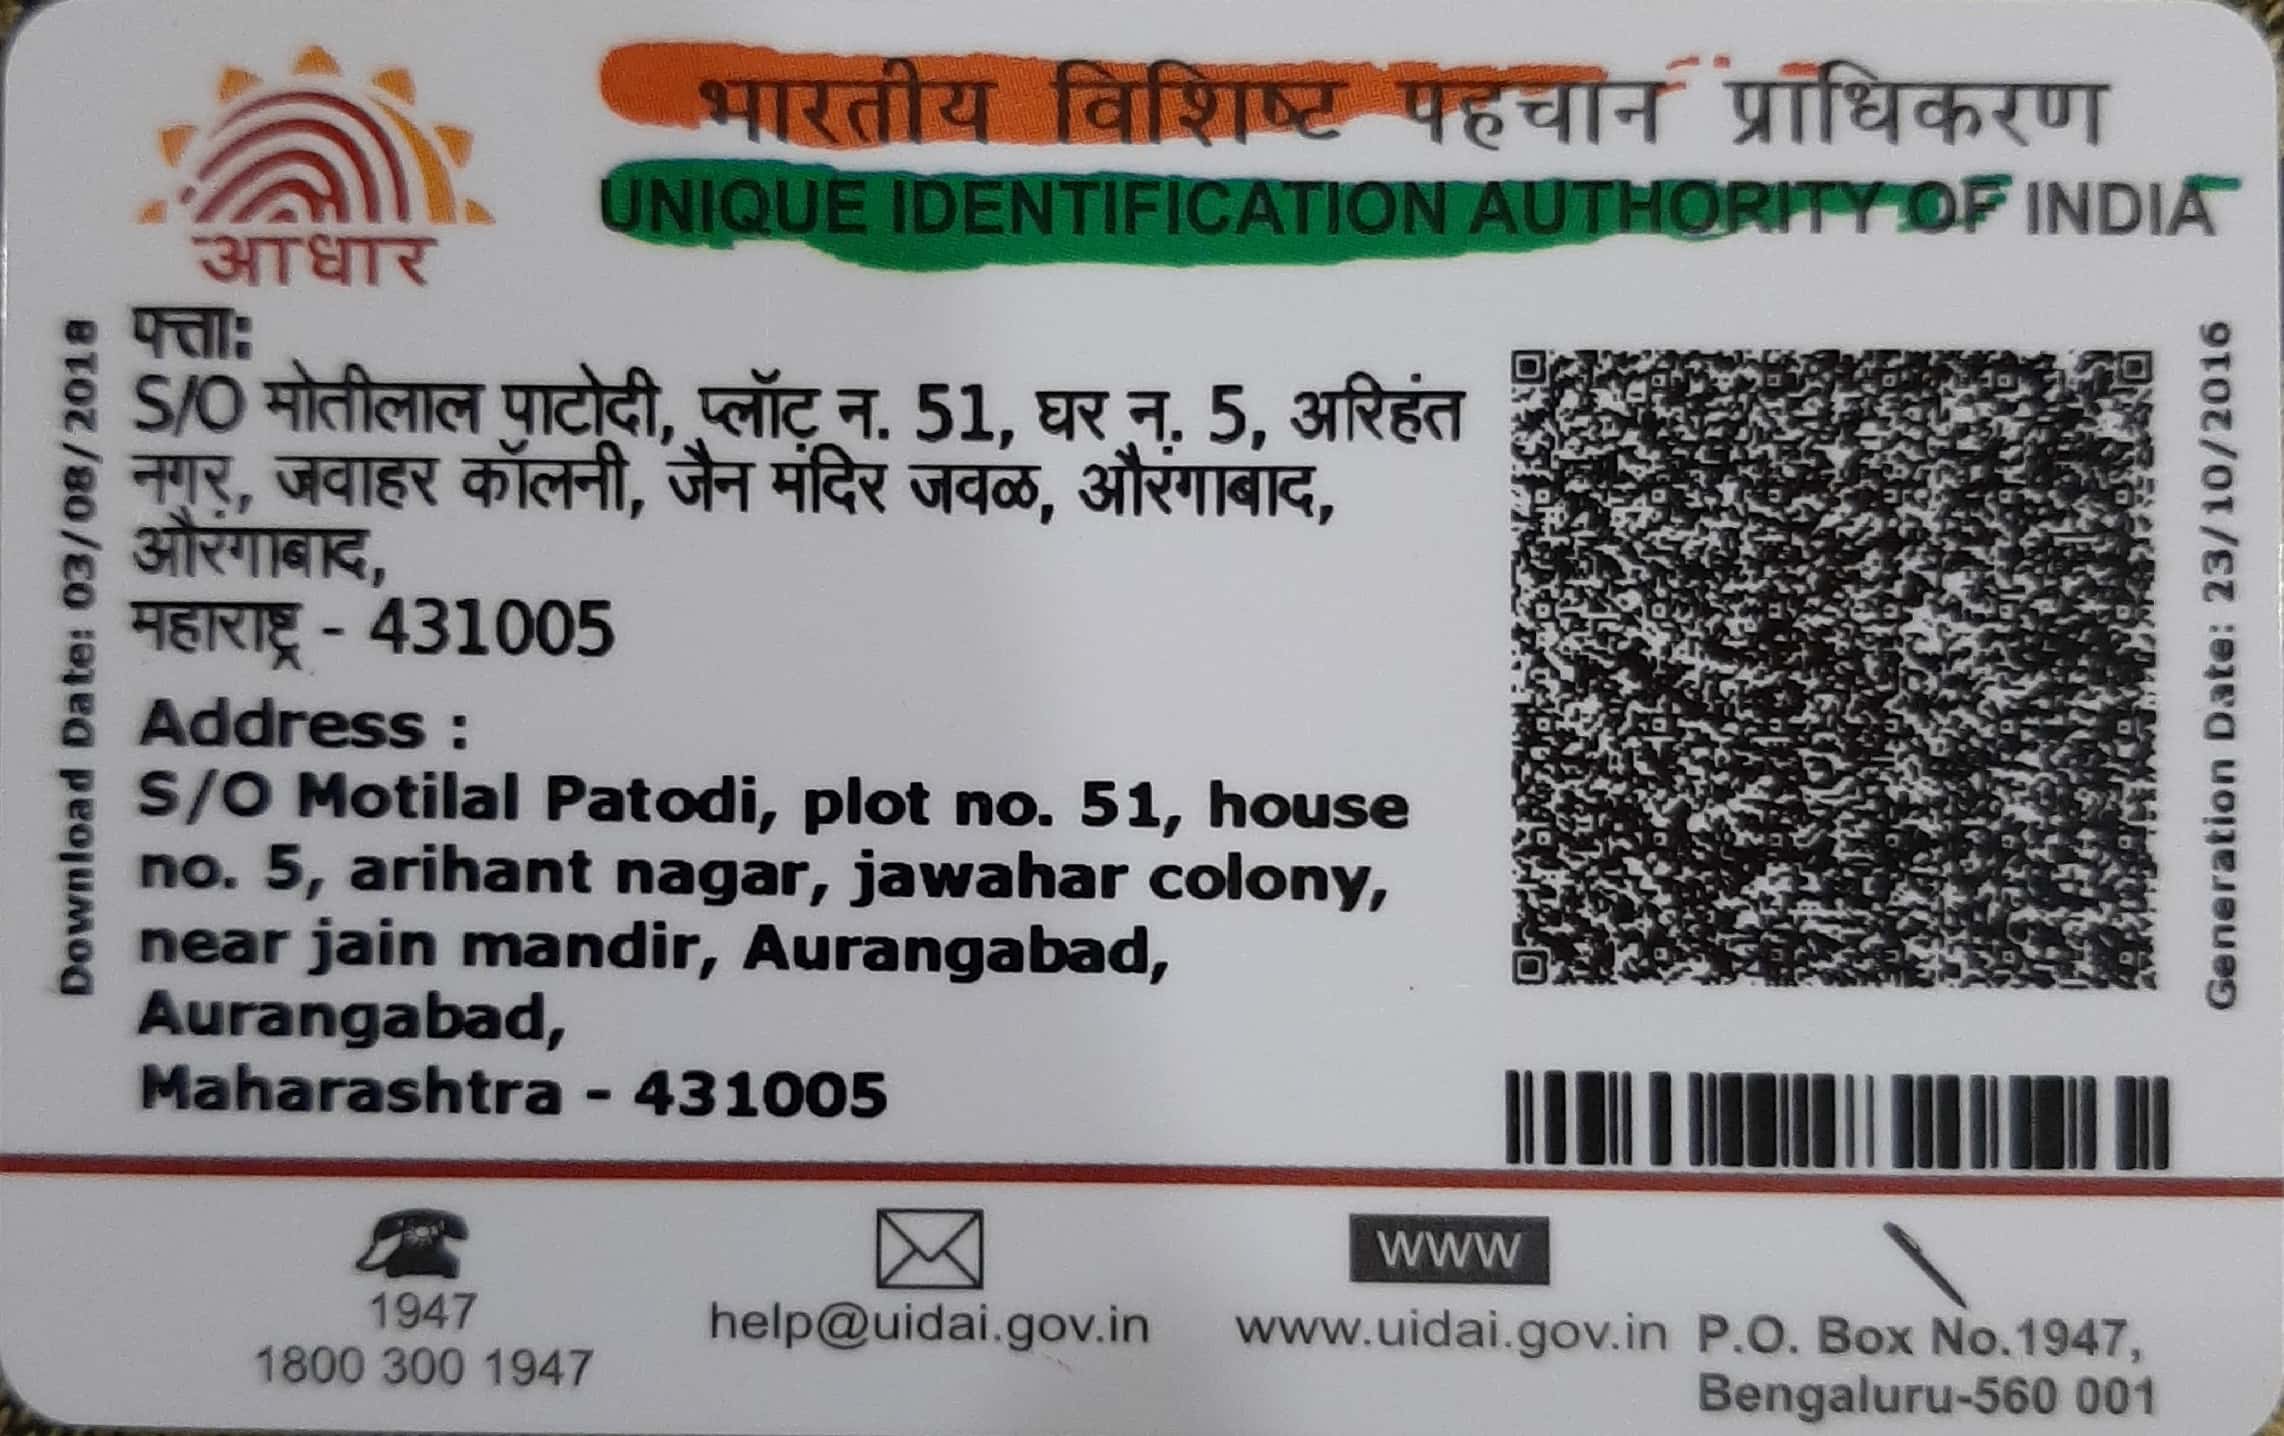 भारतीय विशिष्ट पहचान प्राधिकरण
UNIQUE IDENTIFICATION AUTHORITY OF INDIA
आधार
Download Date: 03/08/2018
पत्ता:
S/O मोतीलाल पाटोदी, प्लॉट न. 51, घर न. 5, अरिहंत
नगर, जवाहर कॉलनी, जैन मंदिर जवळ, औरंगाबाद,
औरंगाबाद,
महाराष्ट्र - 431005
Address :
S/O Motilal Patodi, plot no. 51, house
no. 5, arihant nagar, jawahar colony,
near jain mandir, Aurangabad,
Aurangabad,
Maharashtra - 431005
Generation Date: 23/10/2016
1947
1800 300 1947
help@uidai.gov.in
www
www.uidai.gov.in
P.O. Box No.1947,
Bengaluru-560 001